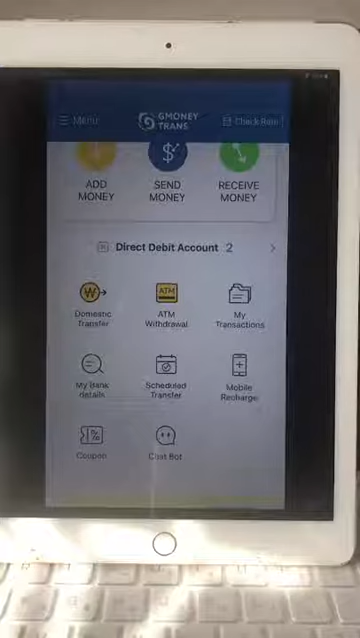 Menu
GMONEY
TRANS
Check Rate
ADD
MONEY
SEND
MONEY
RECEIVE
MONEY
Direct Debit Account 2
Domestic
Transfer
ATM
ATM
Withdrawal
My
Transactions
My Bank
details
Scheduled
Transfer
Mobile
Recharge
Coupon
Chat Bot